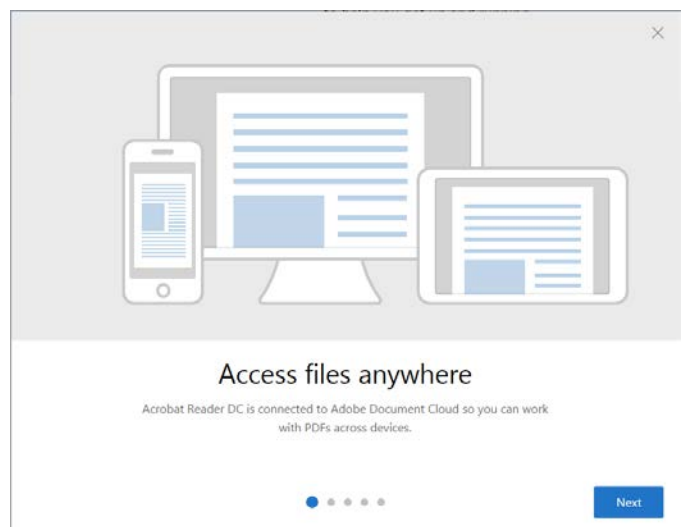 Access files anywhere
Acrobat Reader DC is connected to Adobe Document Cloud so you can work
with PDFs across devices.
Next